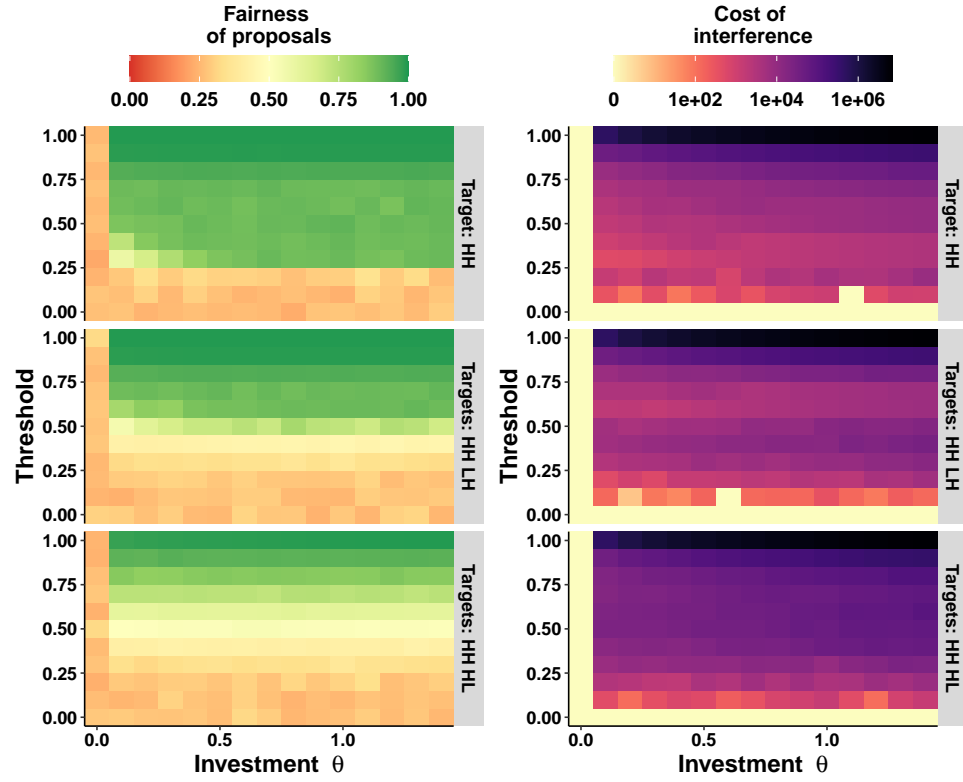 Fairness
of proposals
0.00 0.25 0.50 0.75 1.00
Cost of
interference
0 1e+02 1e+04 1e+06
Threshold
1.00
0.75
0.50
0.25
0.00
Target: HH
1.00
0.75
0.50
0.25
0.00
Targets: HH LH
1.00
0.75
0.50
0.25
0.00
Targets: HH HL
0.0 0.5 1.0
Investment θ
Threshold
1.00
0.75
0.50
0.25
0.00
Target: HH
1.00
0.75
0.50
0.25
0.00
Targets: HH LH
1.00
0.75
0.50
0.25
0.00
Targets: HH HL
0.0 0.5 1.0
Investment θ